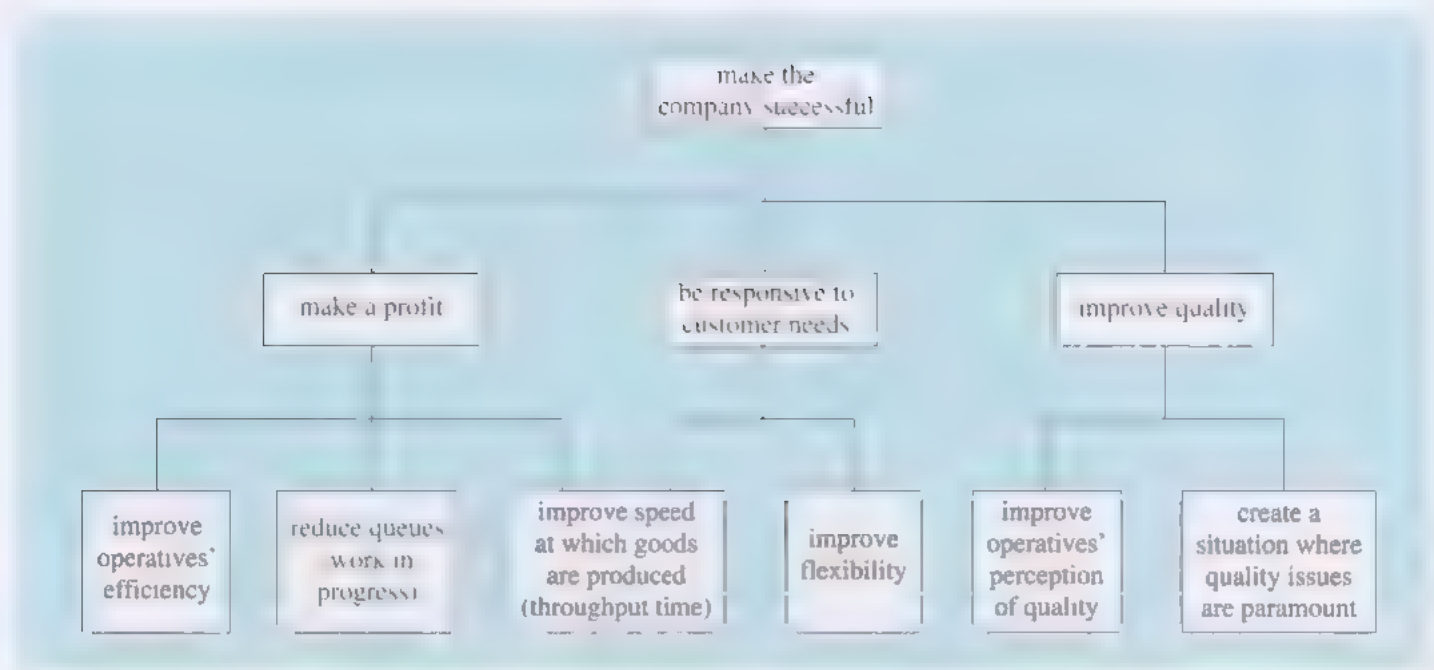 make the
company successful
make a profit
be responsive to
customer needs
improve quality
improve
operatives'
efficiency
reduce queues
work in
progress)
improve speed
at which goods
are produced
(throughput time)
improve
flexibility
improve
operatives'
perception
of quality
create a
situation where
quality issues
are paramount